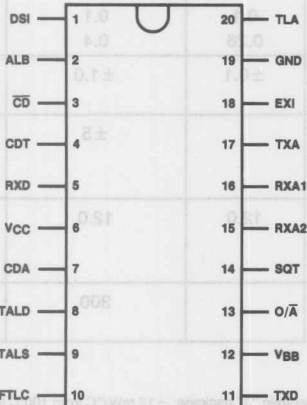 DSI 1 20 TLA
ALB 2 19 GND
C̅D̅ 3 18 EXI
CDT 4 17 TXA
RXD 5 16 RXA1
VCC 6 15 RXA2
CDA 7 14 SQT
TALD 8 13 O/A̅
TALS 9 12 VBB
FTLC 10 11 TXD